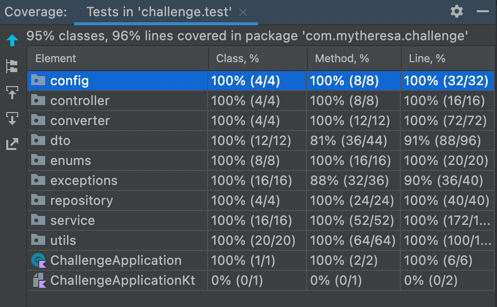 Coverage: Tests in 'challenge.test' ×
95% classes, 96% lines covered in package 'com.mytheresa.challenge'
Element Class, % Method, % Line, %
config 100% (4/4) 100% (8/8) 100% (32/32)
controller 100% (4/4) 100% (8/8) 100% (16/16)
converter 100% (4/4) 100% (12/12) 100% (72/72)
dto 100% (12/12) 81% (36/44) 91% (88/96)
enums 100% (8/8) 100% (16/16) 100% (20/20)
exceptions 100% (16/16) 88% (32/36) 90% (36/40)
repository 100% (4/4) 100% (24/24) 100% (40/40)
service 100% (16/16) 100% (52/52) 100% (172/1...
utils 100% (20/20) 100% (64/64) 100% (100/1...
ChallengeApplication 100% (1/1) 100% (2/2) 100% (6/6)
ChallengeApplicationKt 0% (0/1) 0% (0/1) 0% (0/2)